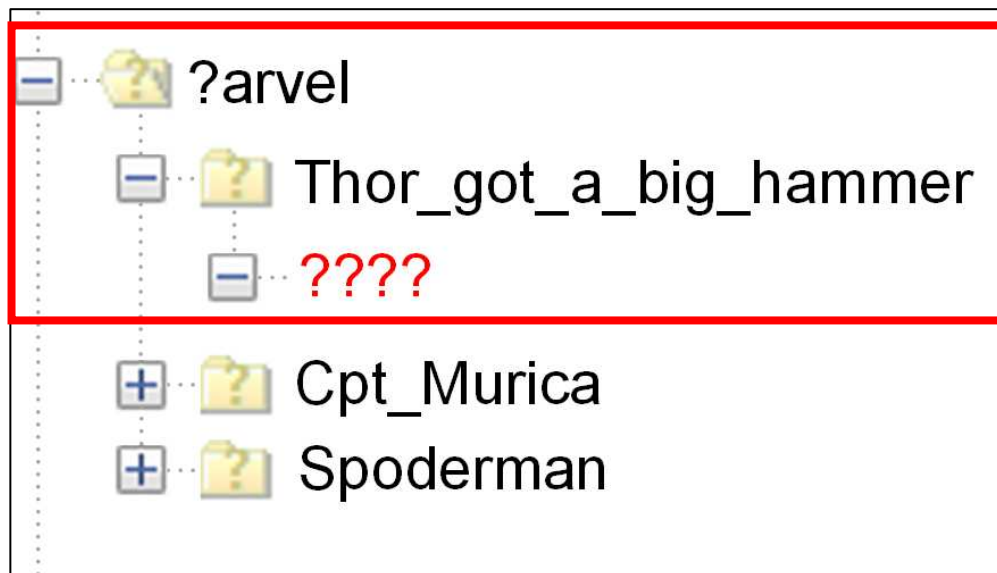 ?arvel
Thor_got_a_big_hammer
????
Cpt_Murica
Spoderman